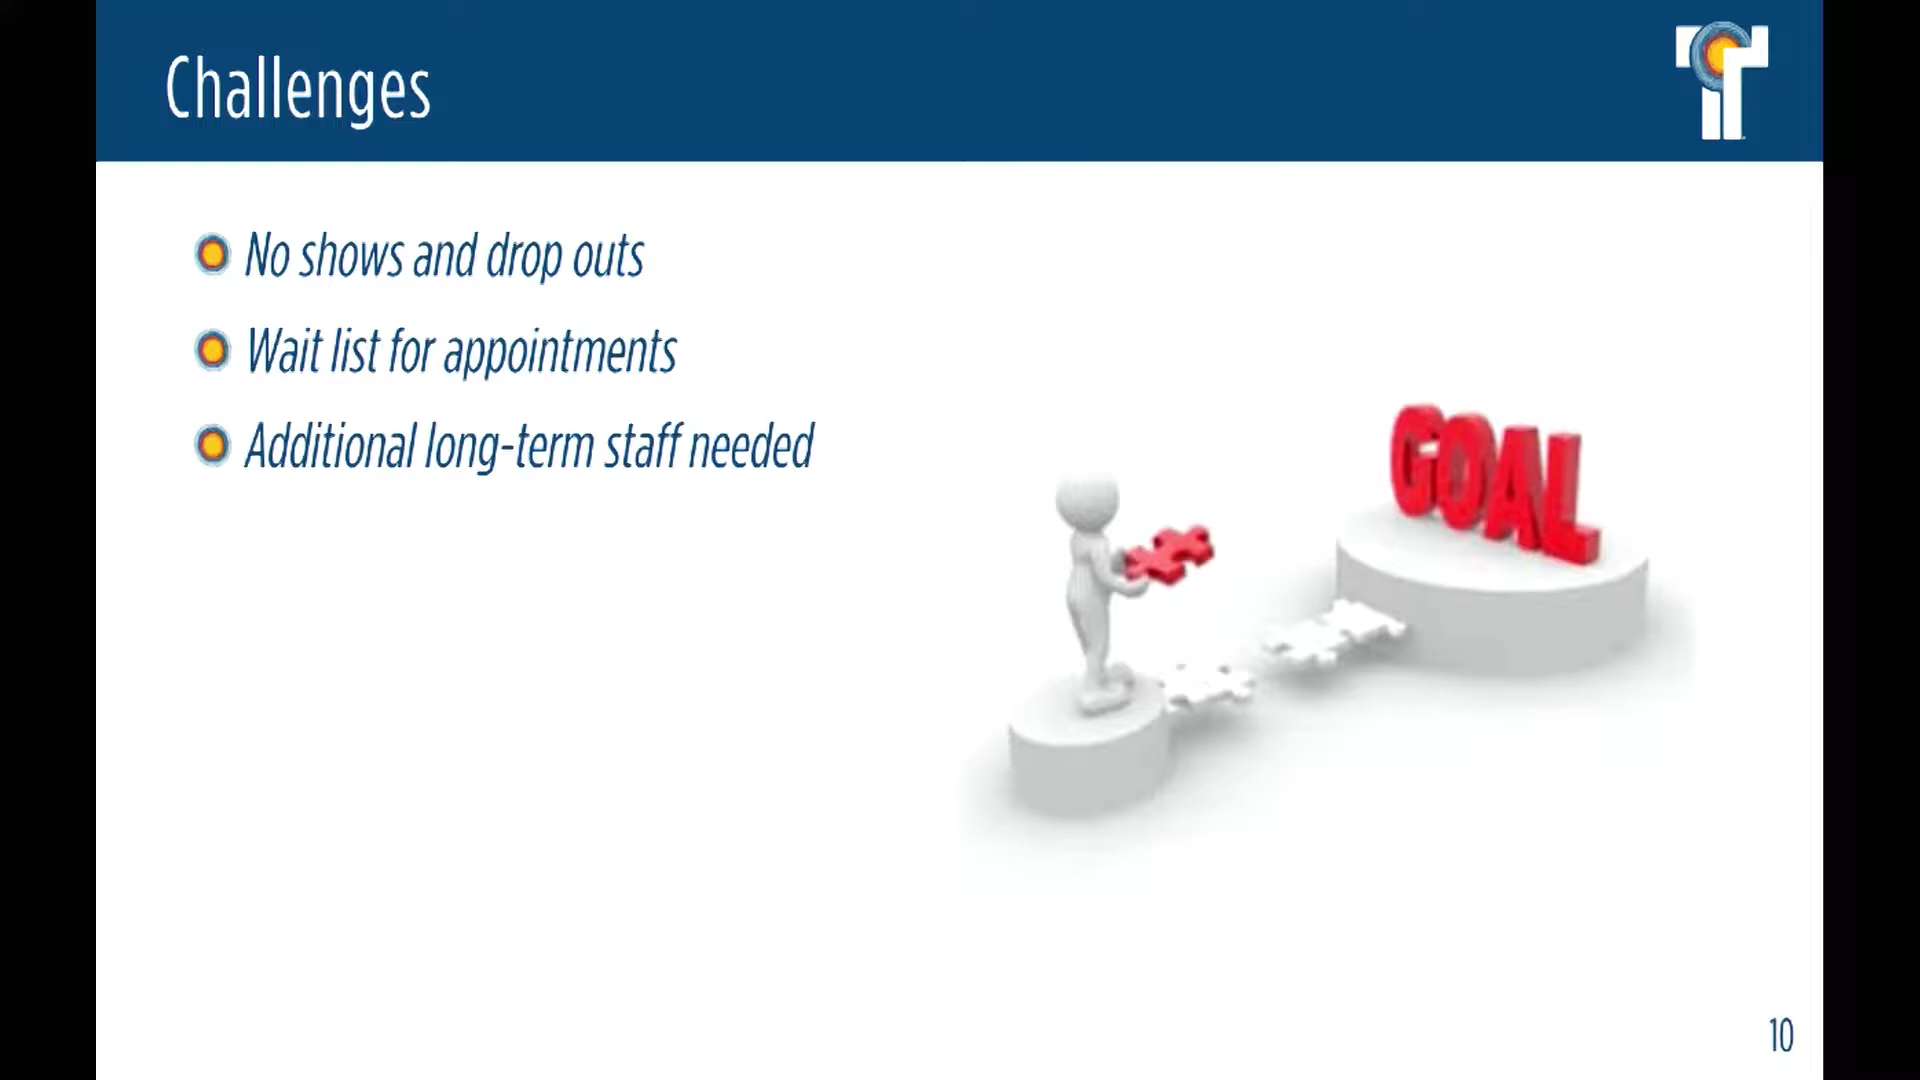 Challenges
No shows and drop outs
Wait list for appointments
Additional long-term staff needed
GOAL
10